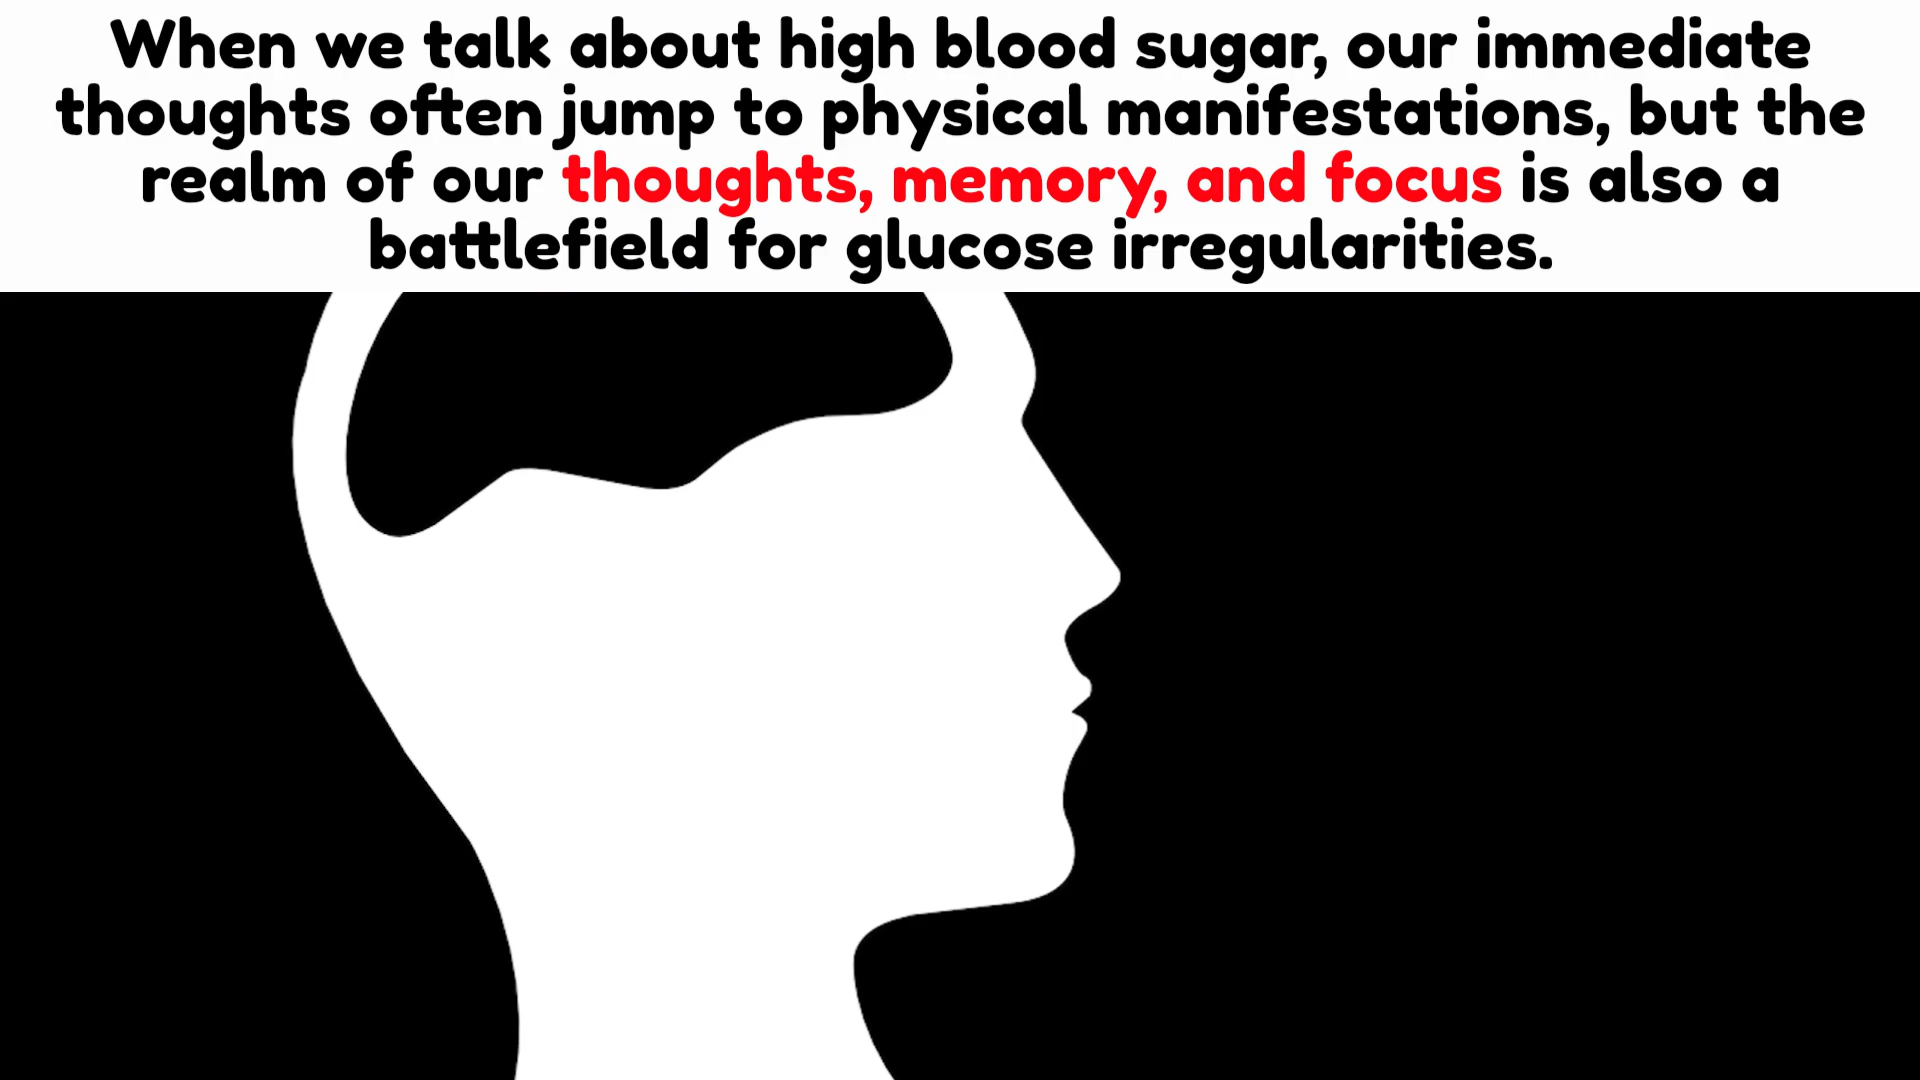 When we talk about high blood sugar, our immediate
thoughts often jump to physical manifestations, but the
realm of our thoughts, memory, and focus is also a
battlefield for glucose irregularities.